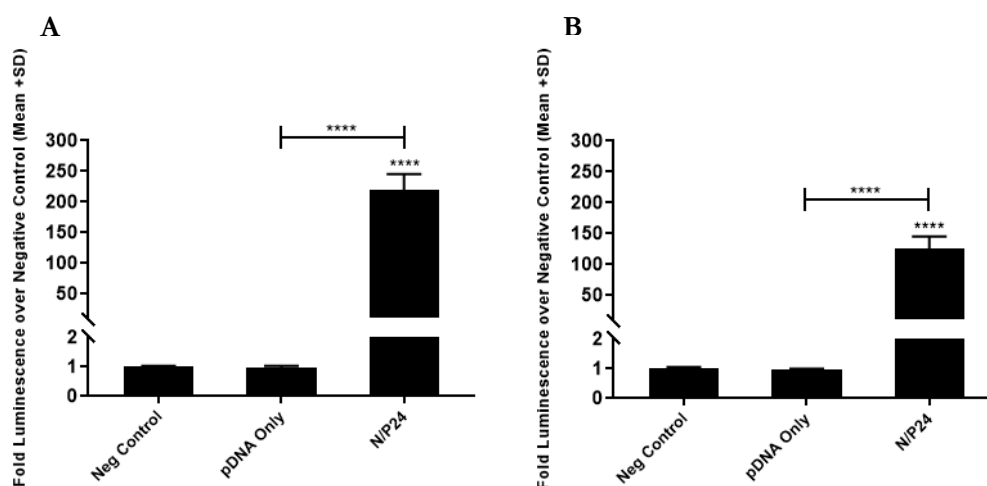 A
Fold Luminescence over Negative Control (Mean +SD)
300
250
200
150
100
50
2
1
0
****
****
Neg Control
pDNA Only
N/P24
B
Fold Luminescence over Negative Control (Mean +SD)
300
250
200
150
100
50
2
1
0
****
****
Neg Control
pDNA Only
N/P24